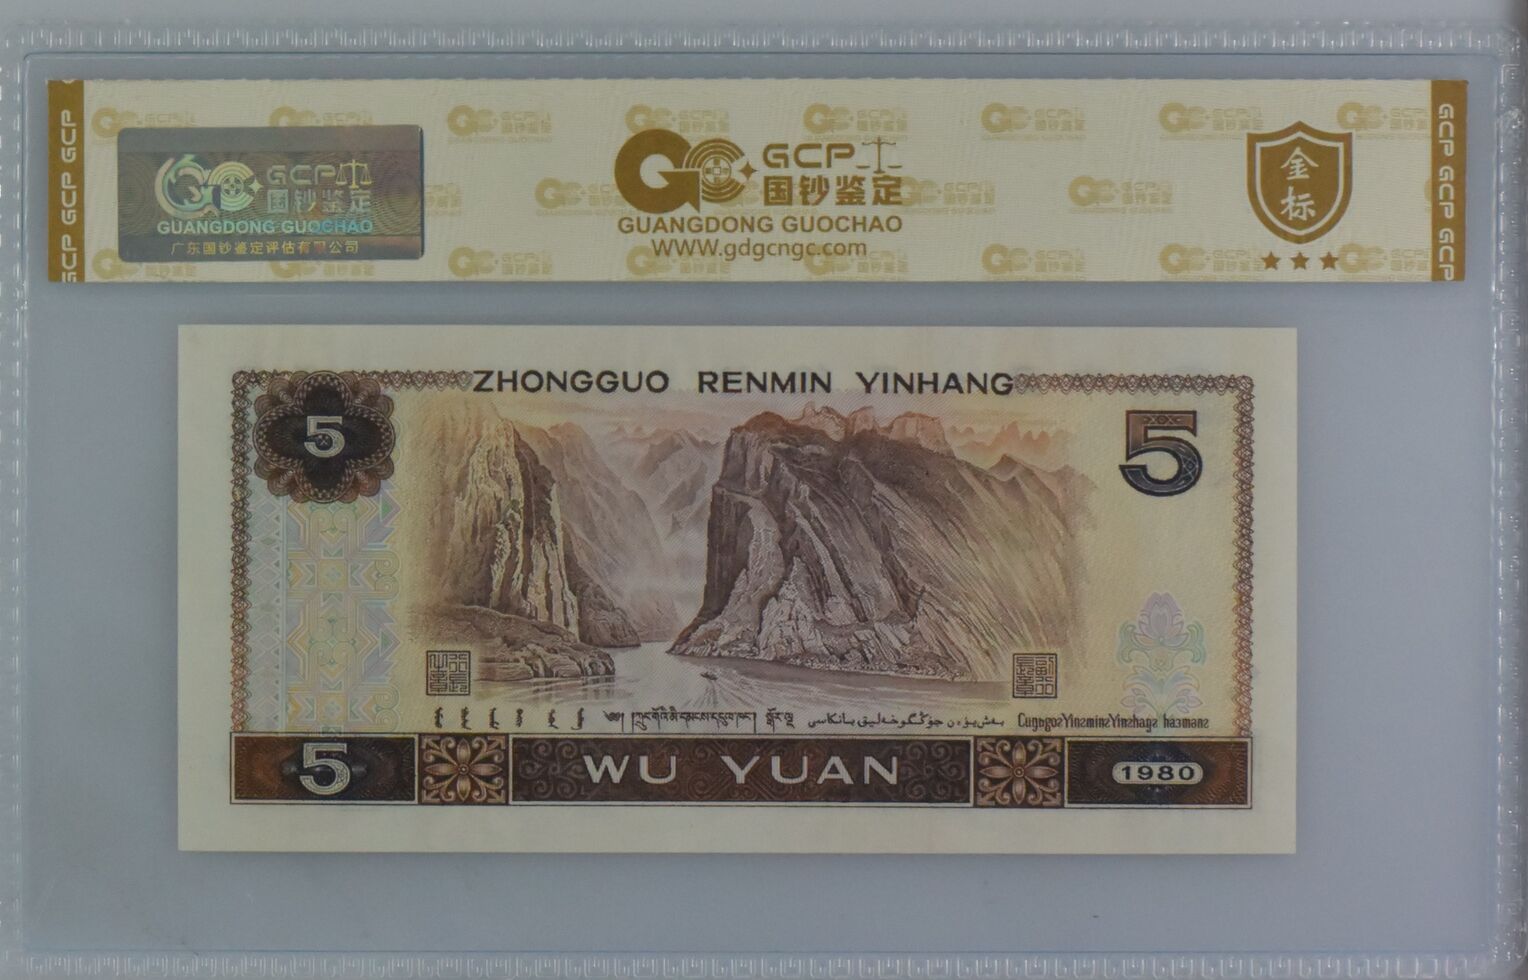 GCP GCP GCP
GCP
国钞鉴定
GUANGDONG GUOCHAO
广东国钞鉴定评估有限公司
GCP
国钞鉴定
GUANGDONG GUOCHAO
WWW.gdgcngc.com
金标
GCP GCP GCP
ZHONGGUO RENMIN YINHANG
5
5
5
WU YUAN
1980